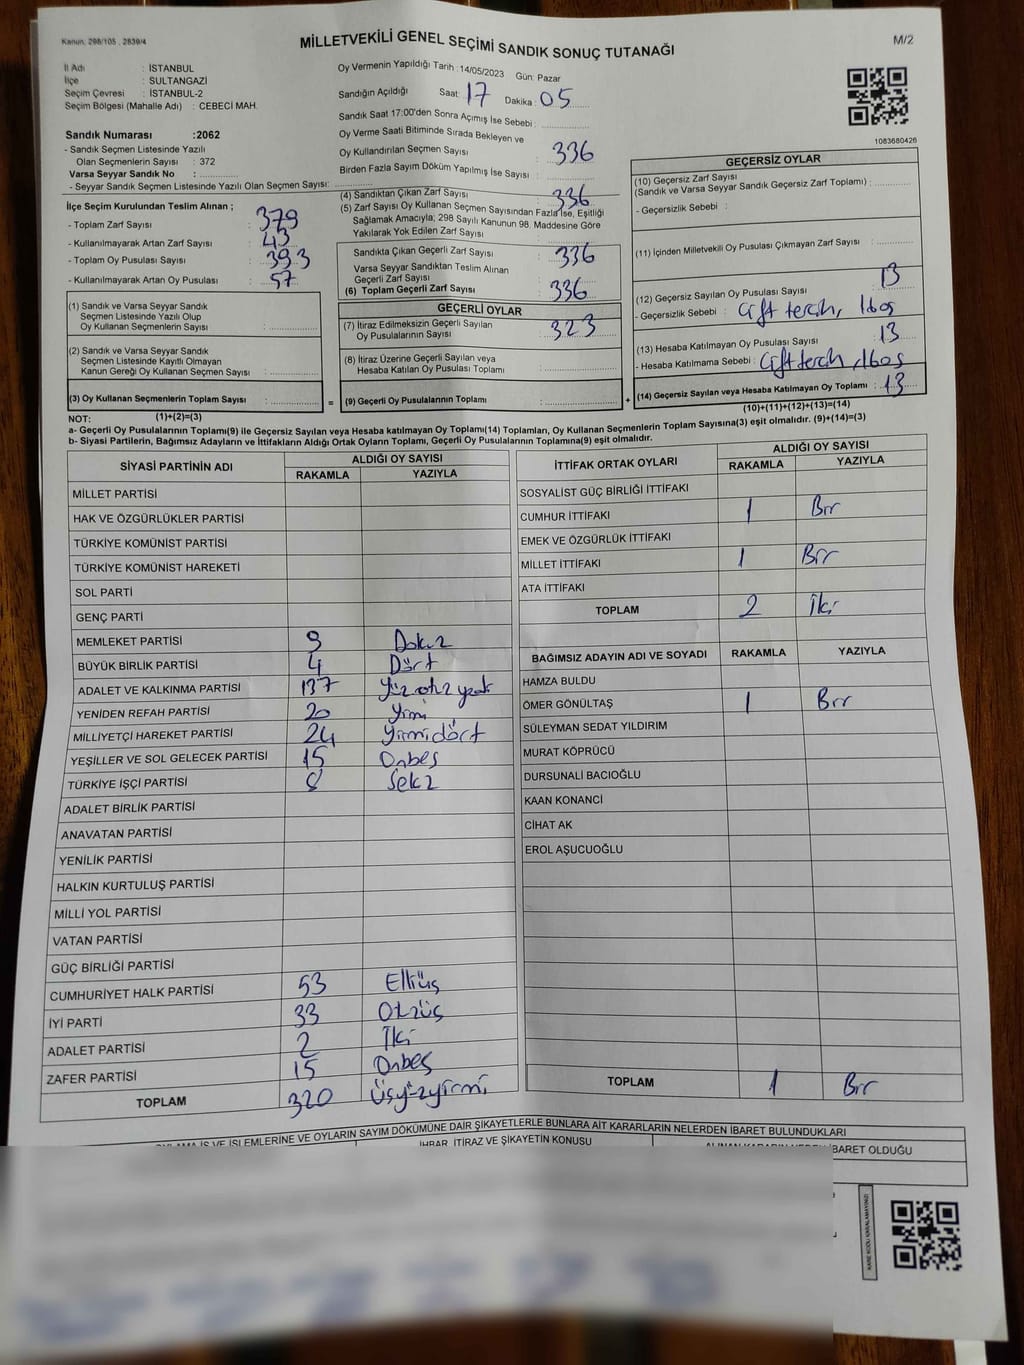 Kanun: 298/105, 2839/4
MİLLETVEKİLİ GENEL SEÇİMİ SANDIK SONUÇ TUTANAĞI
M/2
İl Adı : İSTANBUL
İlçe : SULTANGAZİ
Seçim Çevresi : İSTANBUL-2
Seçim Bölgesi (Mahalle Adı) : CEBECİ MAH.
Sandık Numarası :2062
- Sandık Seçmen Listesinde Yazılı
Olan Seçmenlerin Sayısı : 372
Varsa Seyyar Sandık No :
- Seyyar Sandık Seçmen Listesinde Yazılı Olan Seçmen Sayısı:
İlçe Seçim Kurulundan Teslim Alınan ;
- Toplam Zarf Sayısı : 379
- Kullanılmayarak Artan Zarf Sayısı : 43
- Toplam Oy Pusulası Sayısı : 393
- Kullanılmayarak Artan Oy Pusulası : 57
(1) Sandık ve Varsa Seyyar Sandık
Seçmen Listesinde Yazılı Olup
Oy Kullanan Seçmenlerin Sayısı :
(2) Sandık ve Varsa Seyyar Sandık
Seçmen Listesinde Kayıtlı Olmayan
Kanun Gereği Oy Kullanan Seçmen Sayısı :
(3) Oy Kullanan Seçmenlerin Toplam Sayısı :
(1)+(2)=(3)
Oy Vermenin Yapıldığı Tarih :14/05/2023 Gün: Pazar
Sandığın Açıldığı Saat: 17 Dakika : 05
Sandık Saat 17:00'den Sonra Açımış İse Sebebi :
Oy Verme Saati Bitiminde Sırada Bekleyen ve
Oy Kullandırılan Seçmen Sayısı : 336
Birden Fazla Sayım Döküm Yapılmış İse Sayısı :
(4) Sandıktan Çıkan Zarf Sayısı : 336
(5) Zarf Sayısı Oy Kullanan Seçmen Sayısından Fazla İse, Eşitliği
Sağlamak Amacıyla; 298 Sayılı Kanunun 98. Maddesine Göre
Yakılarak Yok Edilen Zarf Sayısı :
Sandıkta Çıkan Geçerli Zarf Sayısı : 336
Varsa Seyyar Sandıktan Teslim Alınan
Geçerli Zarf Sayısı :
(6) Toplam Geçerli Zarf Sayısı : 336
GEÇERLİ OYLAR
(7) İtiraz Edilmeksizin Geçerli Sayılan
Oy Pusulalarının Sayısı : 323
(8) İtiraz Üzerine Geçerli Sayılan veya
Hesaba Katılan Oy Pusulaları Toplamı :
= (9) Geçerli Oy Pusulalarının Toplamı : +
1083680426
GEÇERSİZ OYLAR
(10) Geçersiz Zarf Sayısı
(Sandık ve Varsa Seyyar Sandık Geçersiz Zarf Toplamı) :
- Geçersizlik Sebebi :
(11) İçinden Milletvekili Oy Pusulası Çıkmayan Zarf Sayısı :
(12) Geçersiz Sayılan Oy Pusulası Sayısı : 13
- Geçersizlik Sebebi : Çift tercih, 1boş
(13) Hesaba Katılmayan Oy Pusulası Sayısı : 13
- Hesaba Katılmama Sebebi : Çift tercih, 1boş
(14) Geçersiz Sayılan veya Hesaba Katılmayan Oy Toplamı : 13
(10)+(11)+(12)+(13)=(14)
NOT:
a- Geçerli Oy Pusulalarının Toplamı(9) ile Geçersiz Sayılan veya Hesaba katılmayan Oy Toplamı(14) Toplamları, Oy Kullanan Seçmenlerin Toplam Sayısına(3) eşit olmalıdır. (9)+(14)=(3)
b- Siyasi Partilerin, Bağımsız Adayların ve İttifakların Aldığı Ortak Oyların Toplamı, Geçerli Oy Pusulalarının Toplamına(9) eşit olmalıdır.
SİYASİ PARTİNİN ADI ALDIĞI OY SAYISI
RAKAMLA YAZIYLA
MİLLET PARTİSİ
HAK VE ÖZGÜRLÜKLER PARTİSİ
TÜRKİYE KOMÜNİST PARTİSİ
TÜRKİYE KOMÜNİST HAREKETİ
SOL PARTİ
GENÇ PARTİ
MEMLEKET PARTİSİ 9 Dokuz
BÜYÜK BİRLİK PARTİSİ 4 Dört
ADALET VE KALKINMA PARTİSİ 137 Yüz otuz yedi
YENİDEN REFAH PARTİSİ 20 Yirmi
MİLLİYETÇİ HAREKET PARTİSİ 24 Yirmidört
YEŞİLLER VE SOL GELECEK PARTİSİ 15 Onbeş
TÜRKİYE İŞÇİ PARTİSİ 8 Sekiz
ADALET BİRLİK PARTİSİ
ANAVATAN PARTİSİ
YENİLİK PARTİSİ
HALKIN KURTULUŞ PARTİSİ
MİLLİ YOL PARTİSİ
VATAN PARTİSİ
GÜÇ BİRLİĞİ PARTİSİ
CUMHURİYET HALK PARTİSİ 53 Elliüç
İYİ PARTİ 33 Otuzüç
ADALET PARTİSİ 2 İki
ZAFER PARTİSİ 15 Onbeş
TOPLAM 320 Üçyüzyirmi
İTTİFAK ORTAK OYLARI ALDIĞI OY SAYISI
RAKAMLA YAZIYLA
SOSYALİST GÜÇ BİRLİĞİ İTTİFAKI
CUMHUR İTTİFAKI 1 Bir
EMEK VE ÖZGÜRLÜK İTTİFAKI
MİLLET İTTİFAKI 1 Bir
ATA İTTİFAKI
TOPLAM 2 İki
BAĞIMSIZ ADAYIN ADI VE SOYADI RAKAMLA YAZIYLA
HAMZA BULDU
ÖMER GÖNÜLTAŞ 1 Bir
SÜLEYMAN SEDAT YILDIRIM
MURAT KÖPRÜCÜ
DURSUNALİ BACIOĞLU
KAAN KONANCİ
CİHAT AK
EROL AŞUCUOĞLU
TOPLAM 1 Bir
OYLAMA İŞ VE İŞLEMLERİNE VE OYLARIN SAYIM DÖKÜMÜNE DAİR ŞİKAYETLERLE BUNLARA AİT KARARLARIN NELERDEN İBARET BULUNDUKLARI
İHBAR, İTİRAZ VE ŞİKAYETİN KONUSU
ALINAN KARARIN NEDEN İBARET OLDUĞU
KARE KODU KARALAMAYINIZ!